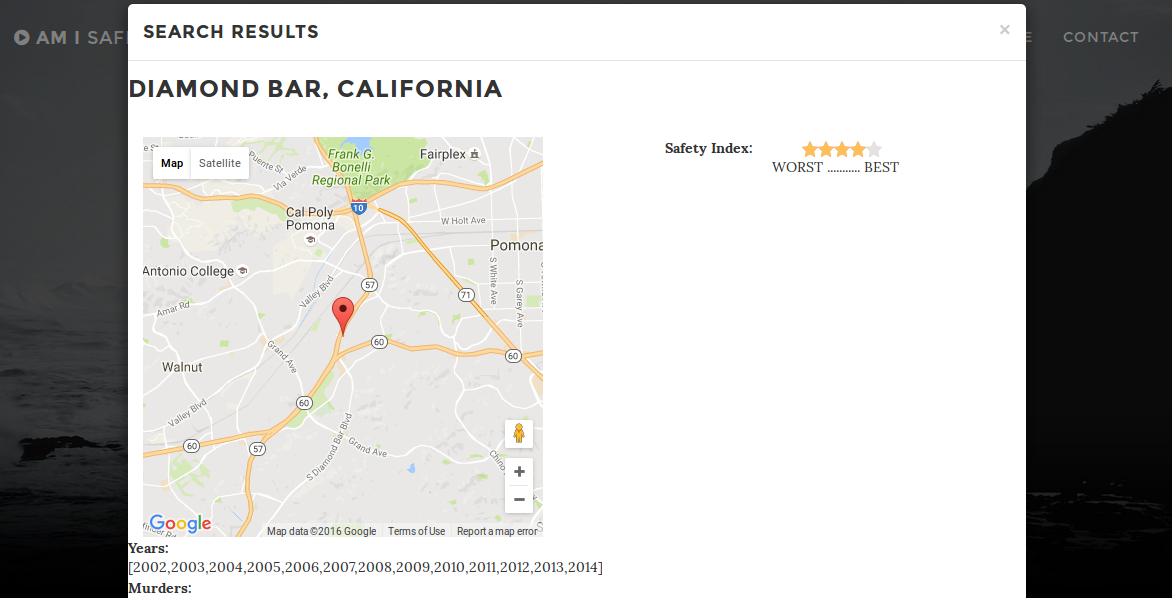 AM I SAF
CONTACT
SEARCH RESULTS
×
DIAMOND BAR, CALIFORNIA
Map
Satellite
Puente St
Via Verde
Frank G.
Bonelli
Regional Park
Fairplex
10
Cal Poly
Pomona
W Holt Ave
Pomona
Antonio College
57
71
S White Ave
S Garey Ave
Valley Blvd
Amar Rd
60
60
Grand Ave
Walnut
60
Valley Blvd
60
57
S Diamond Bar Blvd
Grand Ave
Chino
+
−
Google
Map data ©2016 Google
Terms of Use
Report a map error
Safety Index:
WORST ........... BEST
Years:
[2002,2003,2004,2005,2006,2007,2008,2009,2010,2011,2012,2013,2014]
Murders: